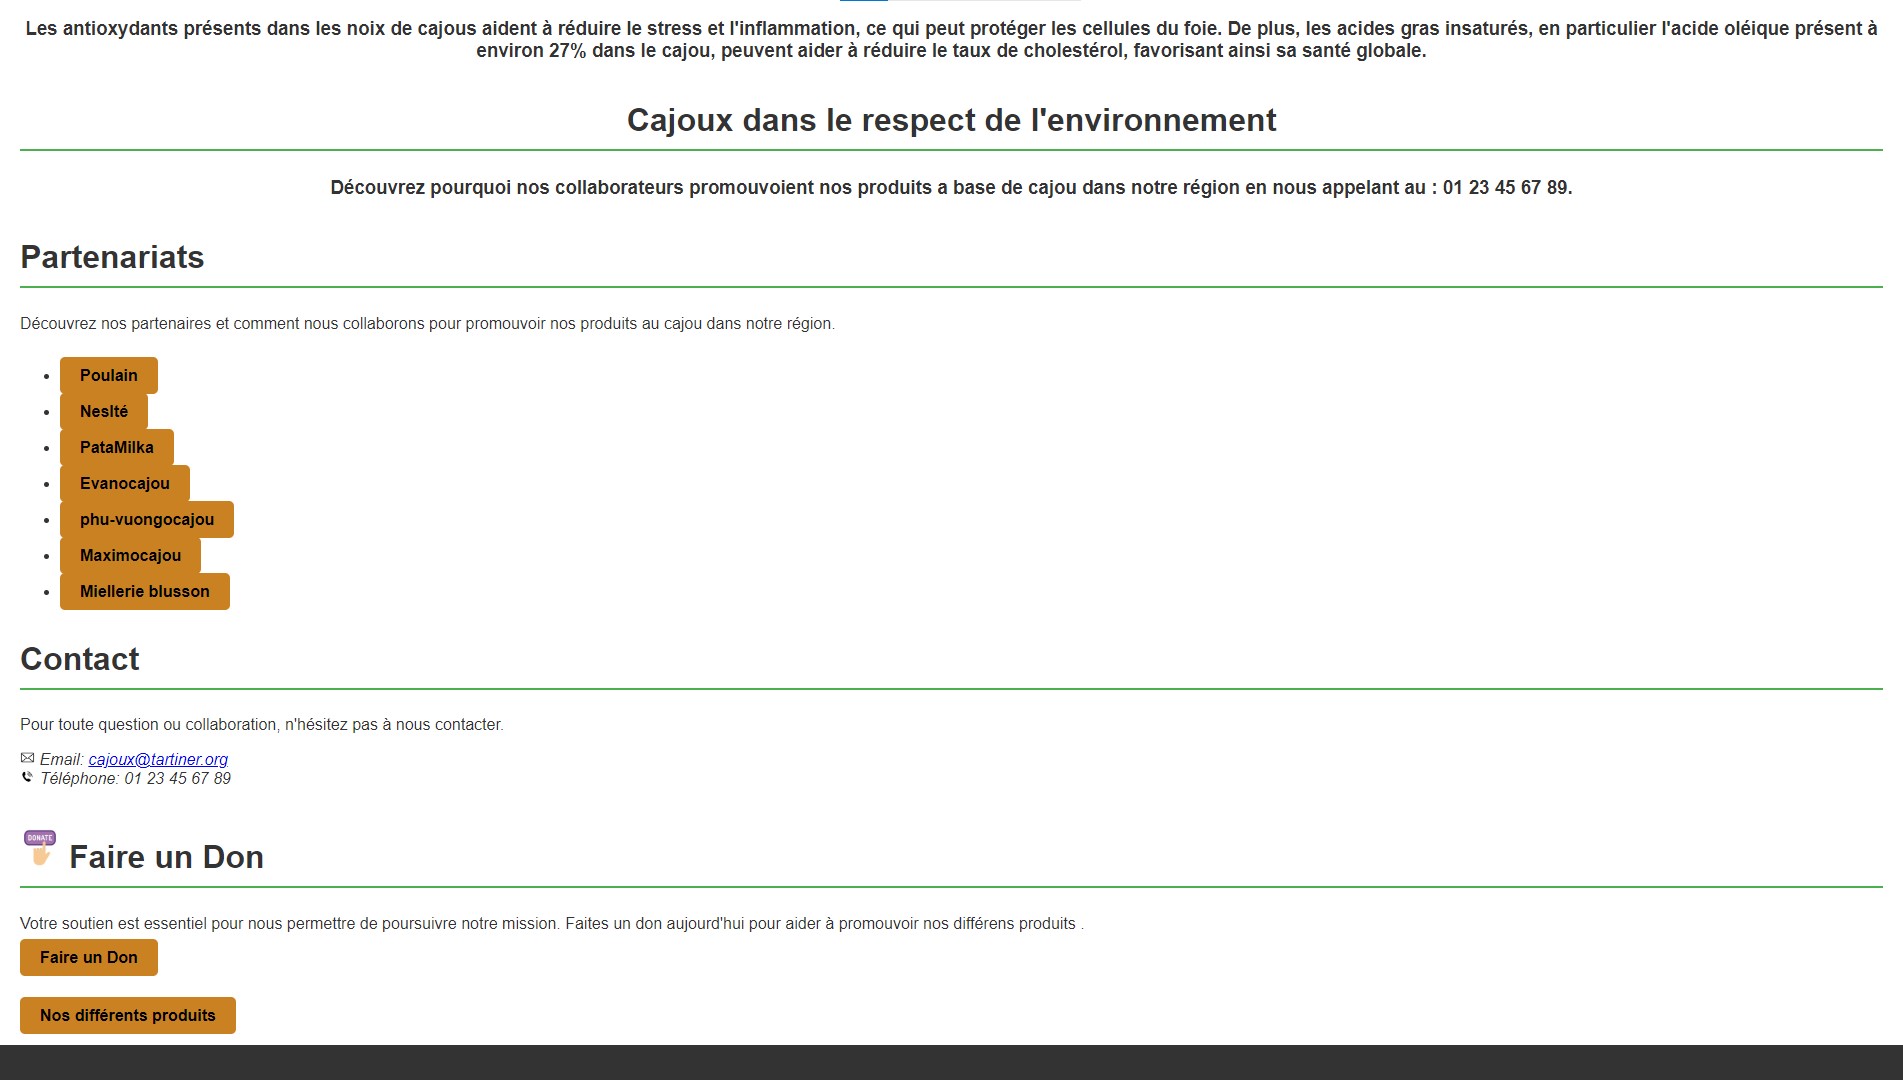 Les antioxydants présents dans les noix de cajous aident à réduire le stress et l'inflammation, ce qui peut protéger les cellules du foie. De plus, les acides gras insaturés, en particulier l'acide oléique présent à
environ 27% dans le cajou, peuvent aider à réduire le taux de cholestérol, favorisant ainsi sa santé globale.
Cajoux dans le respect de l'environnement
Découvrez pourquoi nos collaborateurs promouvoient nos produits a base de cajou dans notre région en nous appelant au : 01 23 45 67 89.
Partenariats
Découvrez nos partenaires et comment nous collaborons pour promouvoir nos produits au cajou dans notre région.
Poulain
Neslté
PataMilka
Evanocajou
phu-vuongocajou
Maximocajou
Miellerie blusson
Contact
Pour toute question ou collaboration, n'hésitez pas à nous contacter.
Email: cajoux@tartiner.org
Téléphone: 01 23 45 67 89
DONATE
Faire un Don
Votre soutien est essentiel pour nous permettre de poursuivre notre mission. Faites un don aujourd'hui pour aider à promouvoir nos différens produits .
Faire un Don
Nos différents produits